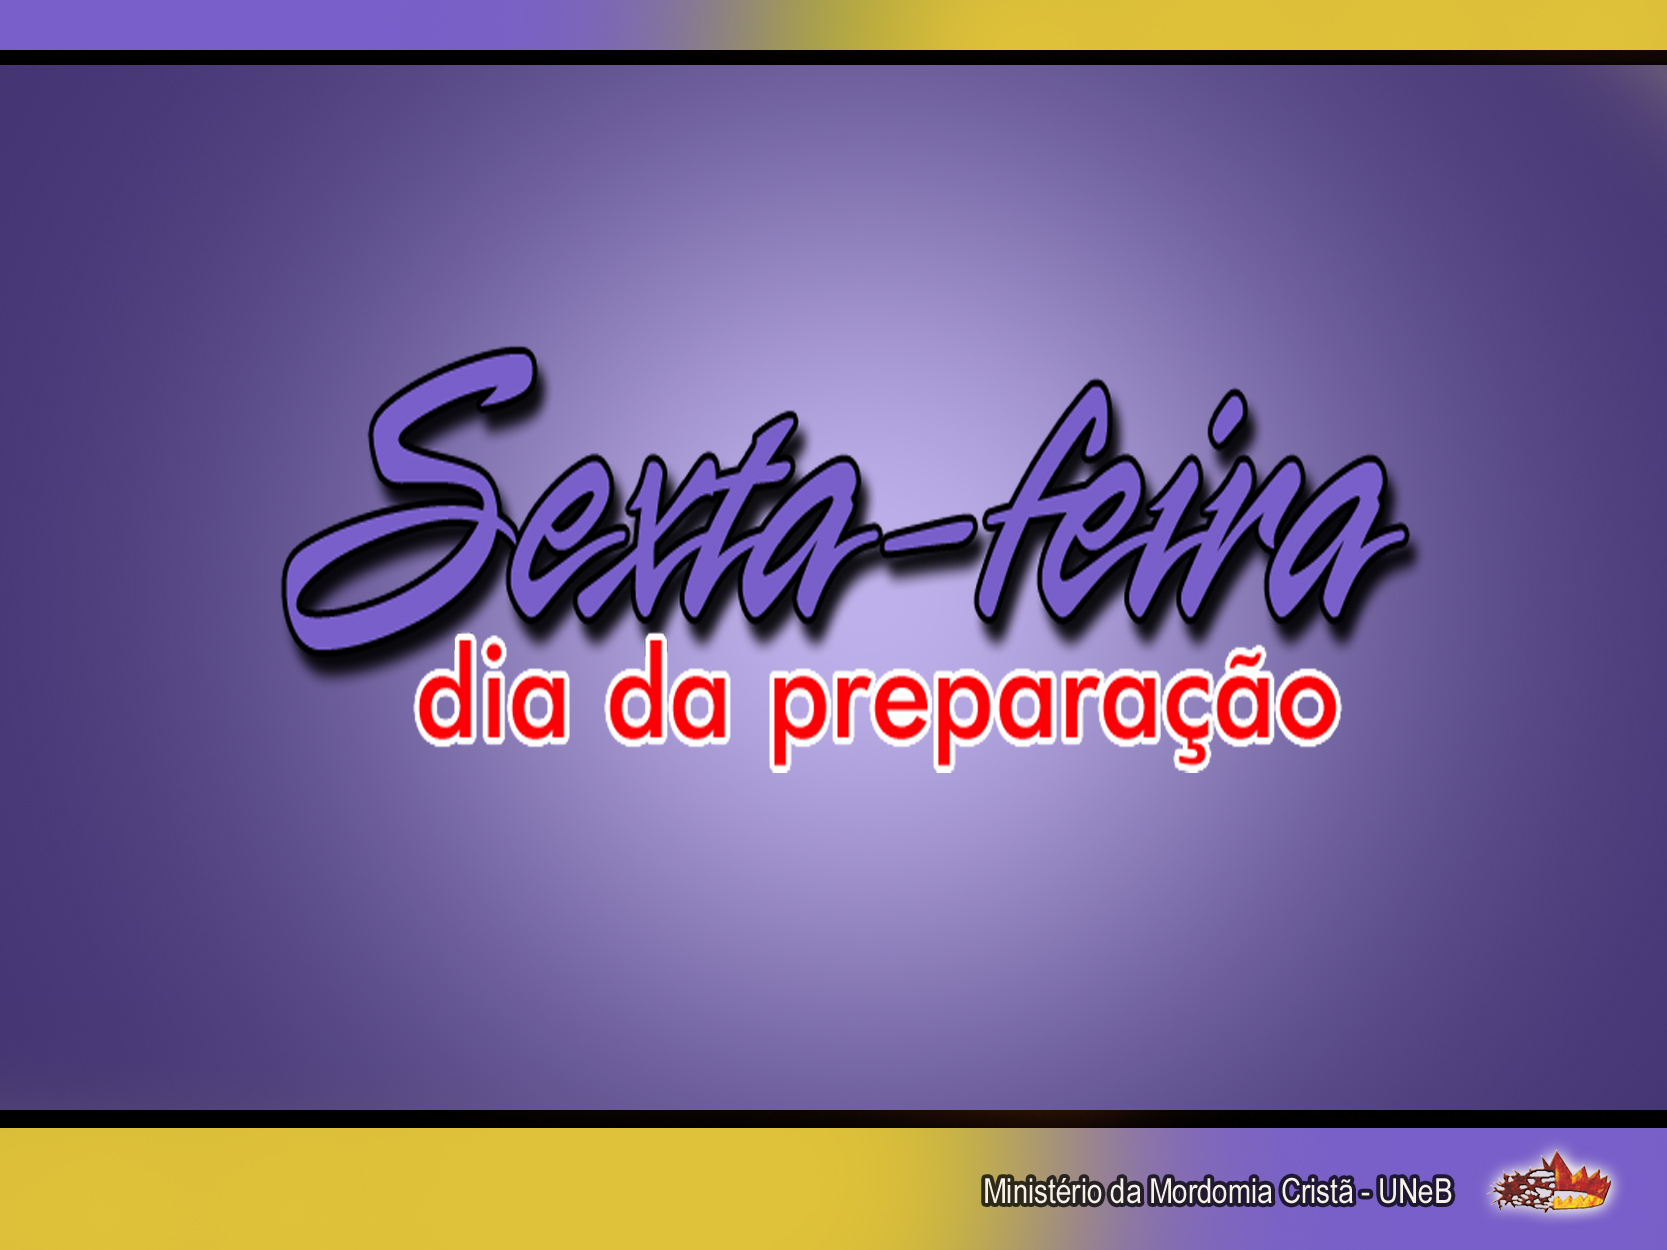 Sexta-feira
dia da preparação
Ministério da Mordomia Cristã - UNeB